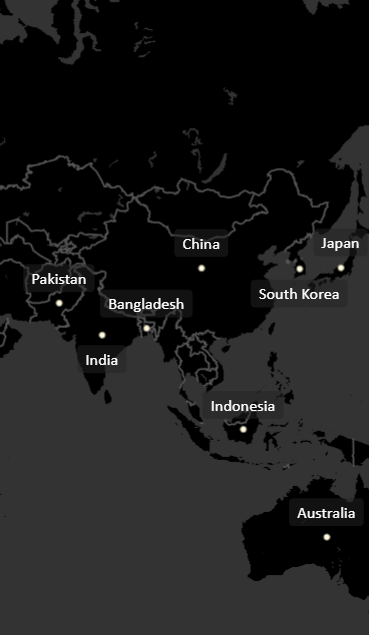 China
Japan
Pakistan
South Korea
Bangladesh
India
Indonesia
Australia